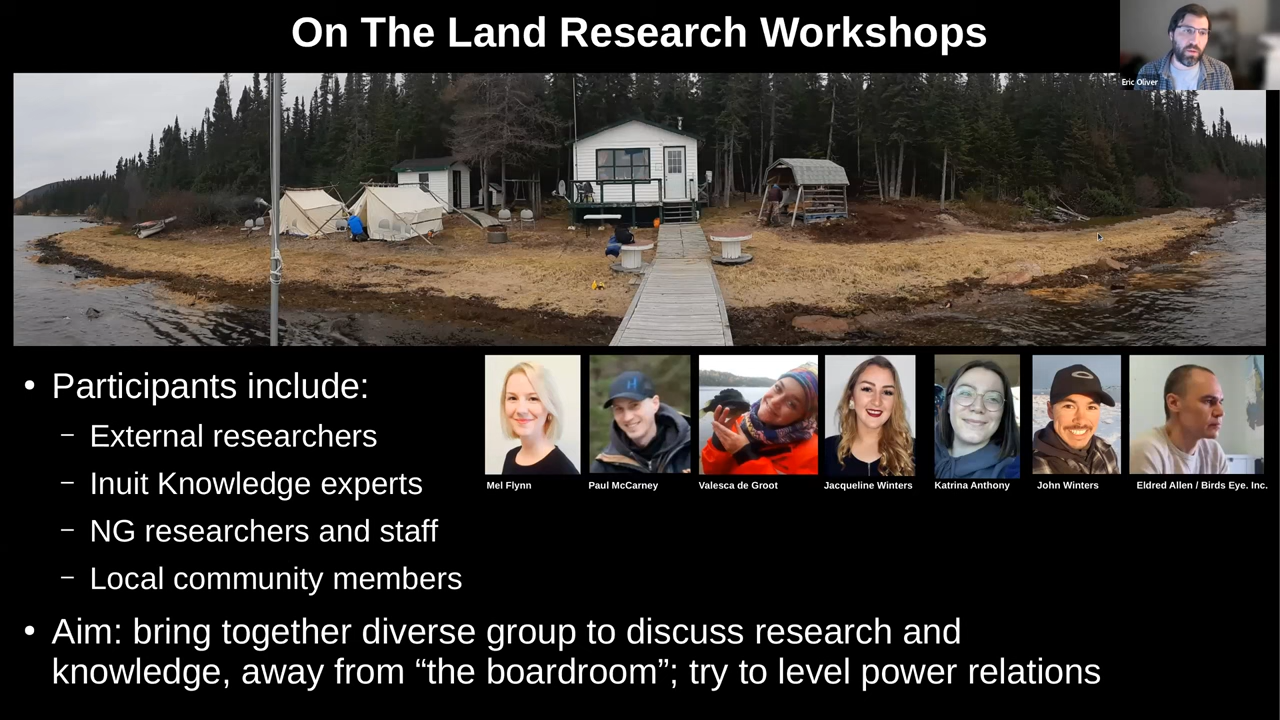 On The Land Research Workshops
Eric Oliver
• Participants include:
– External researchers
– Inuit Knowledge experts
– NG researchers and staff
– Local community members
Mel Flynn
Paul McCarney
Valesca de Groot
Jacqueline Winters
Katrina Anthony
John Winters
Eldred Allen / Birds Eye. Inc.
• Aim: bring together diverse group to discuss research and
knowledge, away from “the boardroom”; try to level power relations